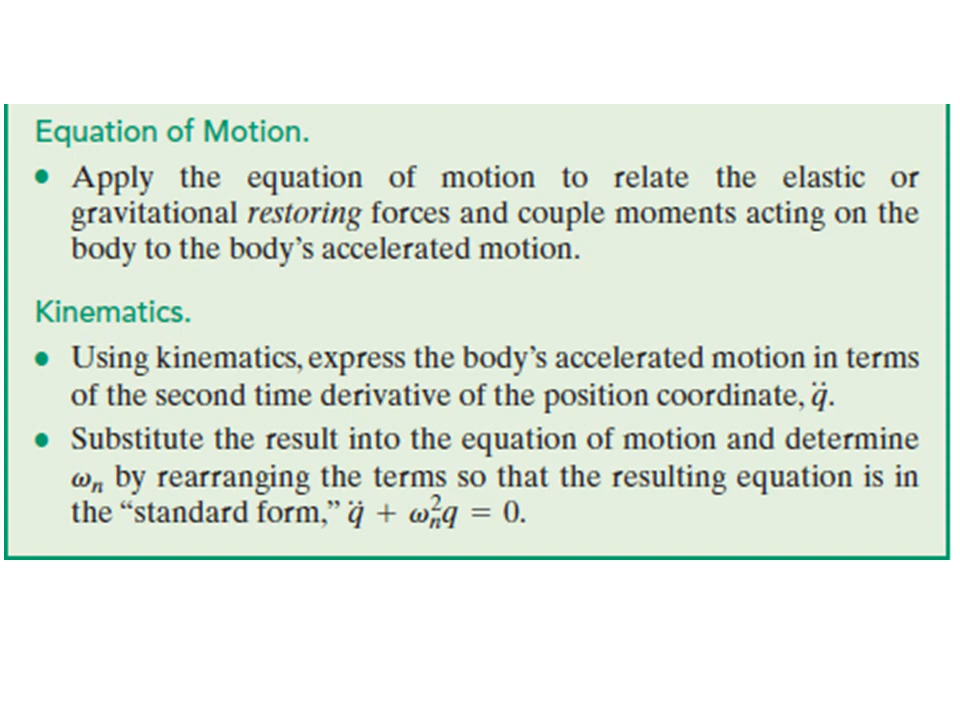 Equation of Motion.
• Apply the equation of motion to relate the elastic or
gravitational restoring forces and couple moments acting on the
body to the body's accelerated motion.
Kinematics.
• Using kinematics, express the body's accelerated motion in terms
of the second time derivative of the position coordinate, q̈.
• Substitute the result into the equation of motion and determine
ωₙ by rearranging the terms so that the resulting equation is in
the “standard form,” q̈ + ωₙ²q = 0.